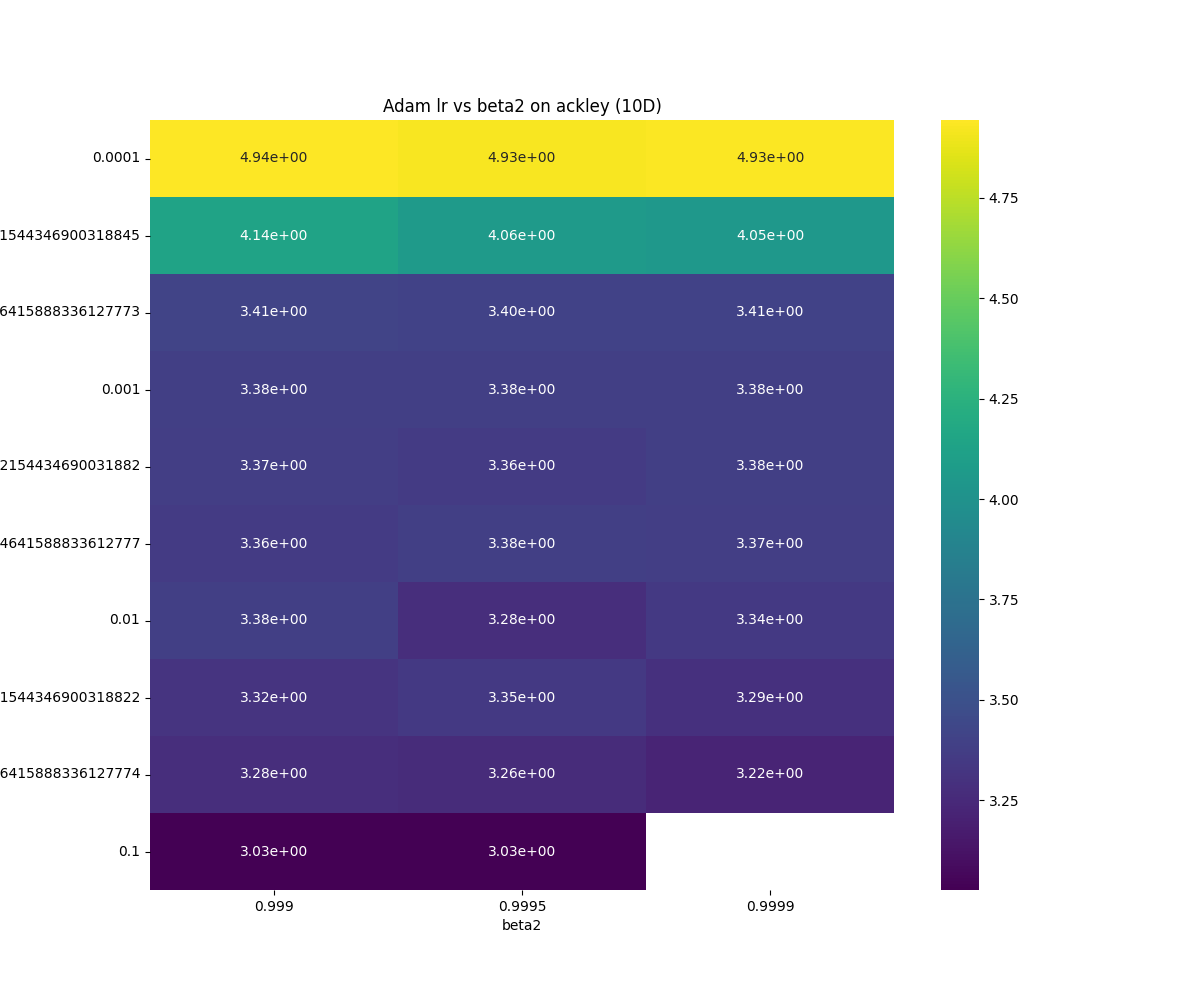 Adam lr vs beta2 on ackley (10D)
0.0001 4.94e+00 4.93e+00 4.93e+00
1544346900318845 4.14e+00 4.06e+00 4.05e+00
6415888336127773 3.41e+00 3.40e+00 3.41e+00
0.001 3.38e+00 3.38e+00 3.38e+00
2154434690031882 3.37e+00 3.36e+00 3.38e+00
4641588833612777 3.36e+00 3.38e+00 3.37e+00
0.01 3.38e+00 3.28e+00 3.34e+00
1544346900318822 3.32e+00 3.35e+00 3.29e+00
6415888336127774 3.28e+00 3.26e+00 3.22e+00
0.1 3.03e+00 3.03e+00
0.999 0.9995 0.9999
beta2
4.75
4.50
4.25
4.00
3.75
3.50
3.25